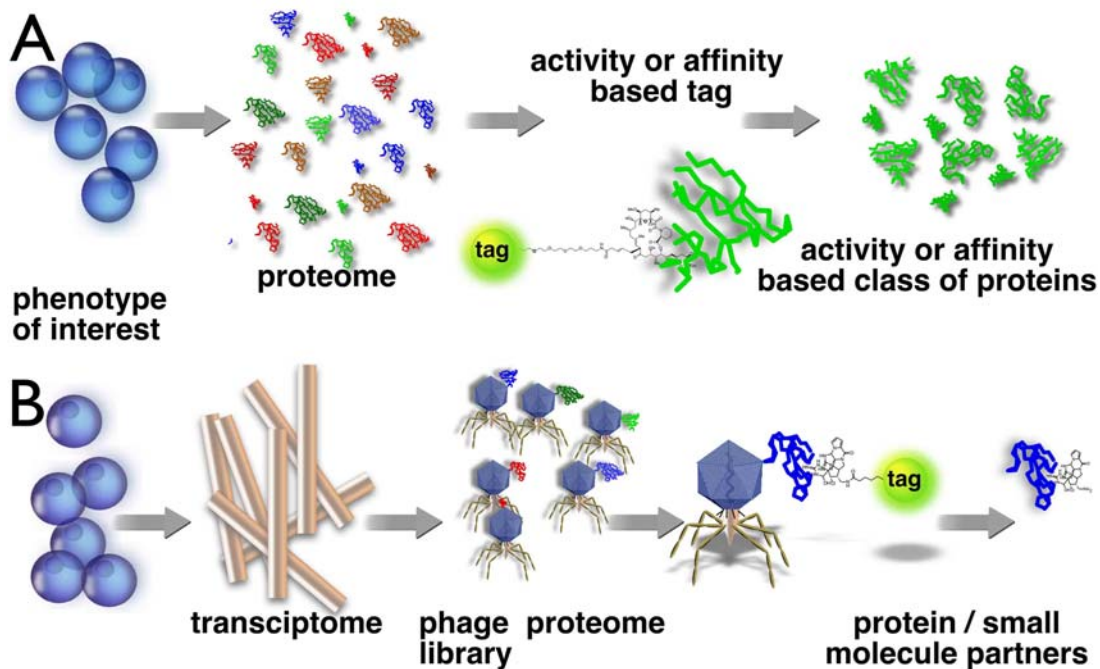 A
activity or affinity
based tag
tag
proteome
phenotype
of interest
activity or affinity
based class of proteins
B
tag
transciptome
phage proteome
library
protein / small
molecule partners